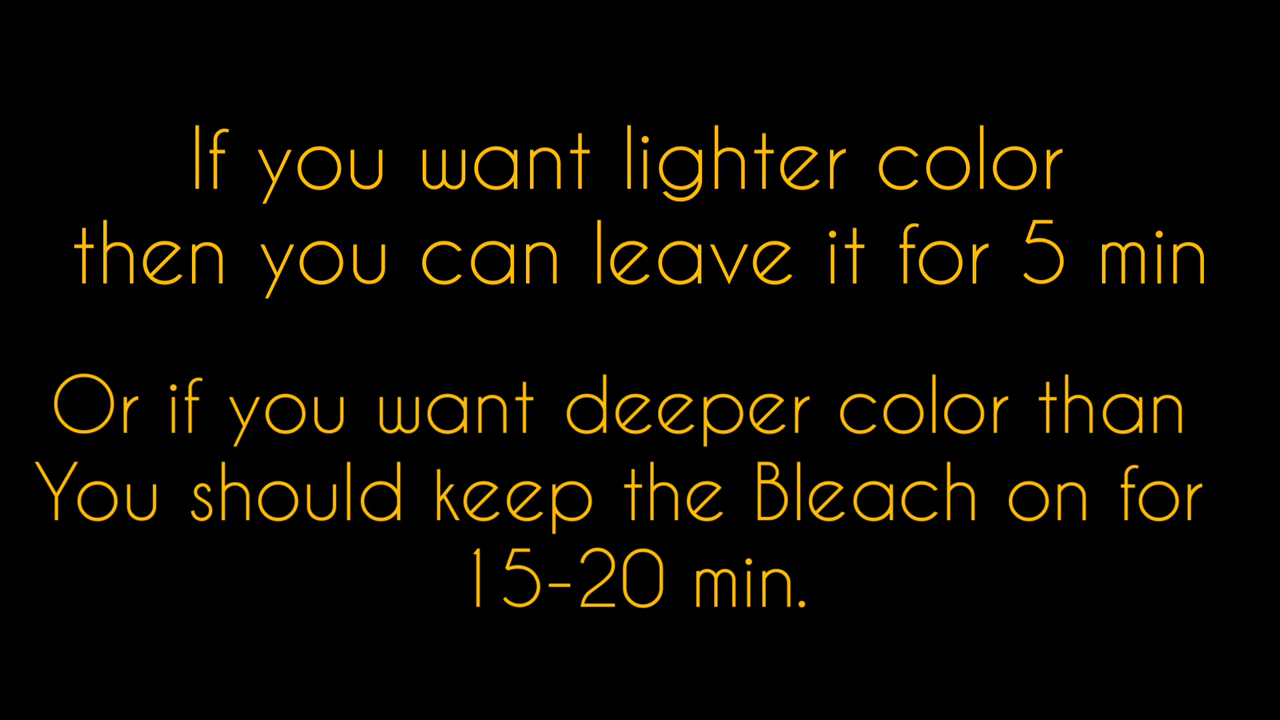 If you want lighter color
then you can leave it for 5 min
Or if you want deeper color than
You should keep the Bleach on for
15-20 min.